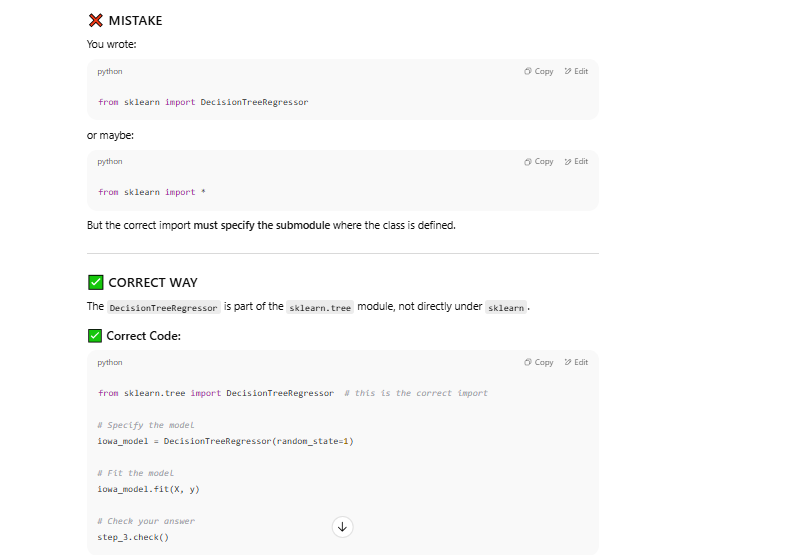 ❌ MISTAKE
You wrote:
python Copy Edit
from sklearn import DecisionTreeRegressor
or maybe:
python Copy Edit
from sklearn import *
But the correct import must specify the submodule where the class is defined.
✅ CORRECT WAY
The DecisionTreeRegressor is part of the sklearn.tree module, not directly under sklearn.
✅ Correct Code:
python Copy Edit
from sklearn.tree import DecisionTreeRegressor  # this is the correct import
# Specify the model
iowa_model = DecisionTreeRegressor(random_state=1)
# Fit the model
iowa_model.fit(X, y)
# Check your answer
step_3.check()